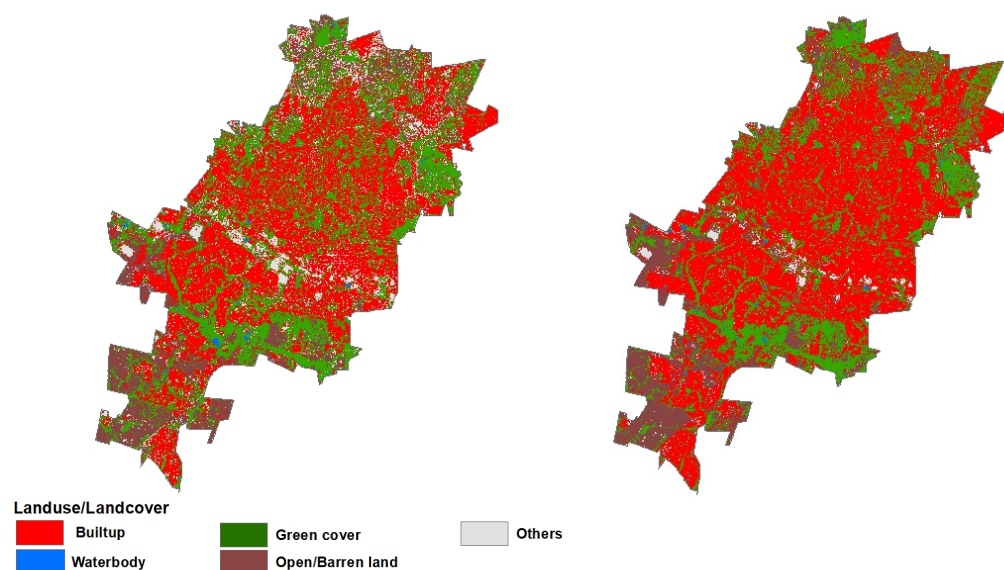 Landuse/Landcover
Builtup
Green cover
Others
Waterbody
Open/Barren land